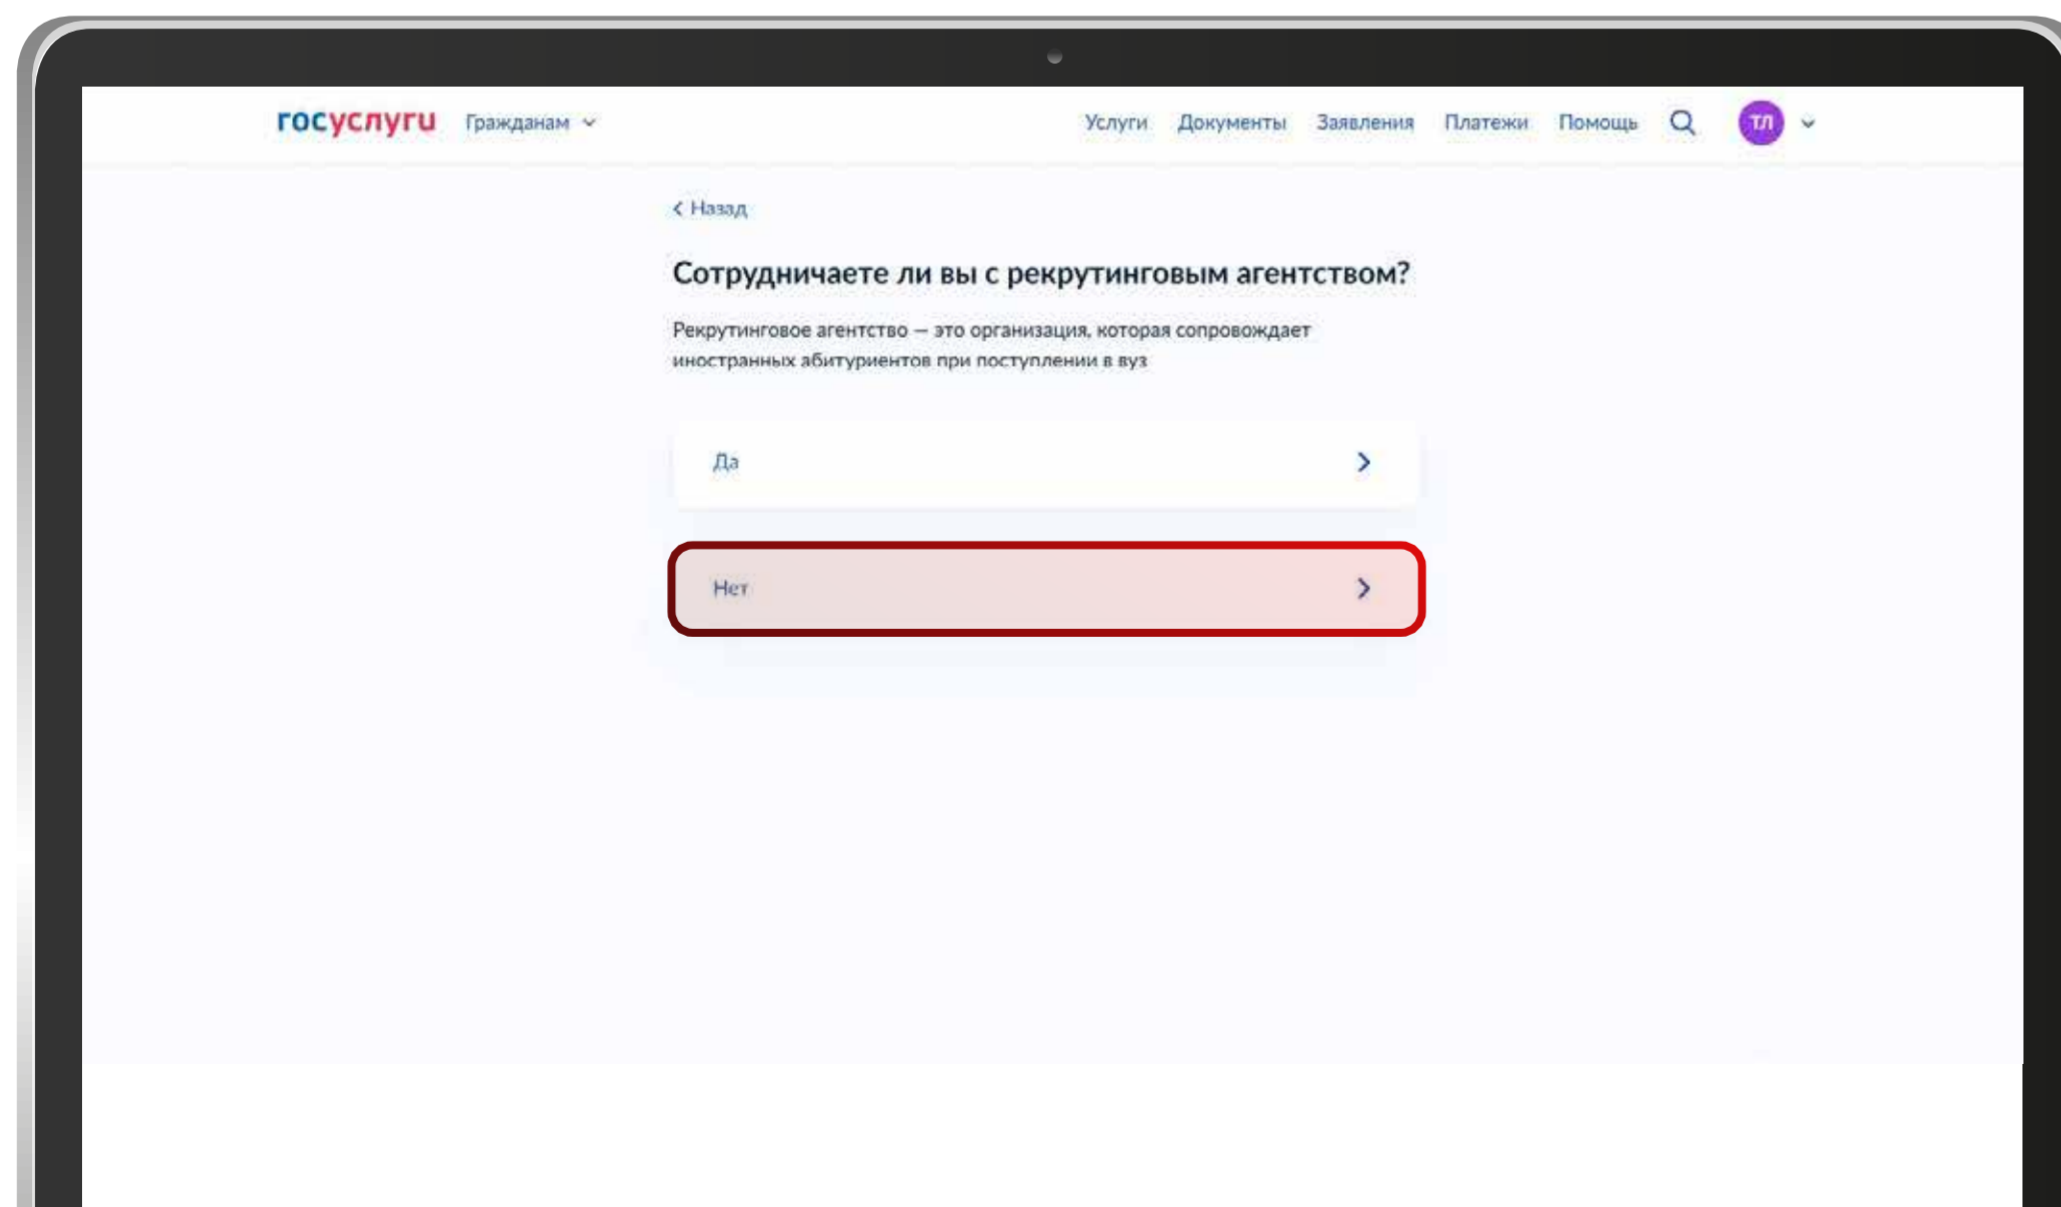 госуслуги Гражданам Услуги Документы Заявления Платежи Помощь ТЛ
Назад
Сотрудничаете ли вы с рекрутинговым агентством?
Рекрутинговое агентство — это организация, которая сопровождает
иностранных абитуриентов при поступлении в вуз
Да
Нет